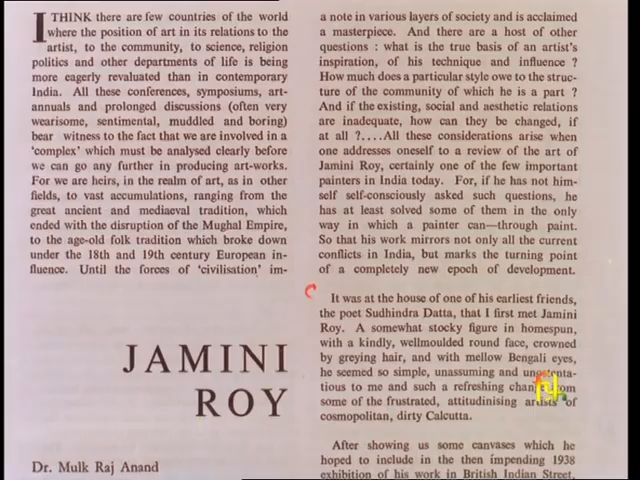 I THINK there are few countries of the world
where the position of art in its relations to the
artist, to the community, to science, religion
politics and other departments of life is being
more eagerly revaluated than in contemporary
India. All these conferences, symposiums, art-
annuals and prolonged discussions (often very
wearisome, sentimental, muddled and boring)
bear witness to the fact that we are involved in a
'complex' which must be analysed clearly before
we can go any further in producing art-works.
For we are heirs, in the realm of art, as in other
fields, to vast accumulations, ranging from the
great ancient and mediaeval tradition, which
ended with the disruption of the Mughal Empire,
to the age-old folk tradition which broke down
under the 18th and 19th century European in-
fluence. Until the forces of 'civilisation' im-
JAMINI
ROY
Dr. Mulk Raj Anand
a note in various layers of society and is acclaimed
a masterpiece. And there are a host of other
questions : what is the true basis of an artist's
inspiration, of his technique and influence ?
How much does a particular style owe to the struc-
ture of the community of which he is a part ?
And if the existing, social and aesthetic relations
are inadequate, how can they be changed, if
at all ?....All these considerations arise when
one addresses oneself to a review of the art of
Jamini Roy, certainly one of the few important
painters in India today. For, if he has not him-
self self-consciously asked such questions, he
has at least solved some of them in the only
way in which a painter can—through paint.
So that his work mirrors not only all the current
conflicts in India, but marks the turning point
of a completely new epoch of development.
It was at the house of one of his earliest friends,
the poet Sudhindra Datta, that I first met Jamini
Roy. A somewhat stocky figure in homespun,
with a kindly, wellmoulded round face, crowned
by greying hair, and with mellow Bengali eyes,
he seemed so simple, unassuming and unostenta-
tious to me and such a refreshing change from
some of the frustrated, attitudinising artists of
cosmopolitan, dirty Calcutta.
After showing us some canvases which he
hoped to include in the then impending 1938
exhibition of his work in British Indian Street,